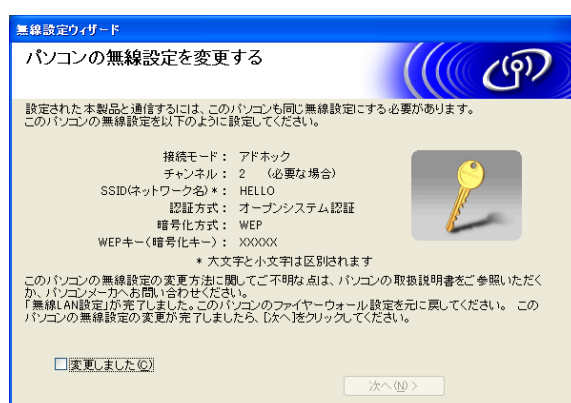 無線設定ウィザード
パソコンの無線設定を変更する
設定された本製品と通信するには、このパソコンも同じ無線設定にする必要があります。
このパソコンの無線設定を以下のように設定してください。
接続モード： アドホック
チャンネル： 2 （必要な場合）
SSID(ネットワーク名)＊： HELLO
認証方式： オープンシステム認証
暗号化方式： WEP
WEPキー（暗号化キー）： XXXXX
＊ 大文字と小文字は区別されます
このパソコンの無線設定の変更方法に関してご不明な点は、パソコンの取扱説明書をご参照いただく
か、パソコンメーカへお問い合わせください。
「無線LAN設定」が完了しました。このパソコンのファイヤーウォール設定を元に戻してください。 この
パソコンの無線設定の変更が完了しましたら、[次へ]をクリックしてください。
変更しました(C)
次へ(N) >